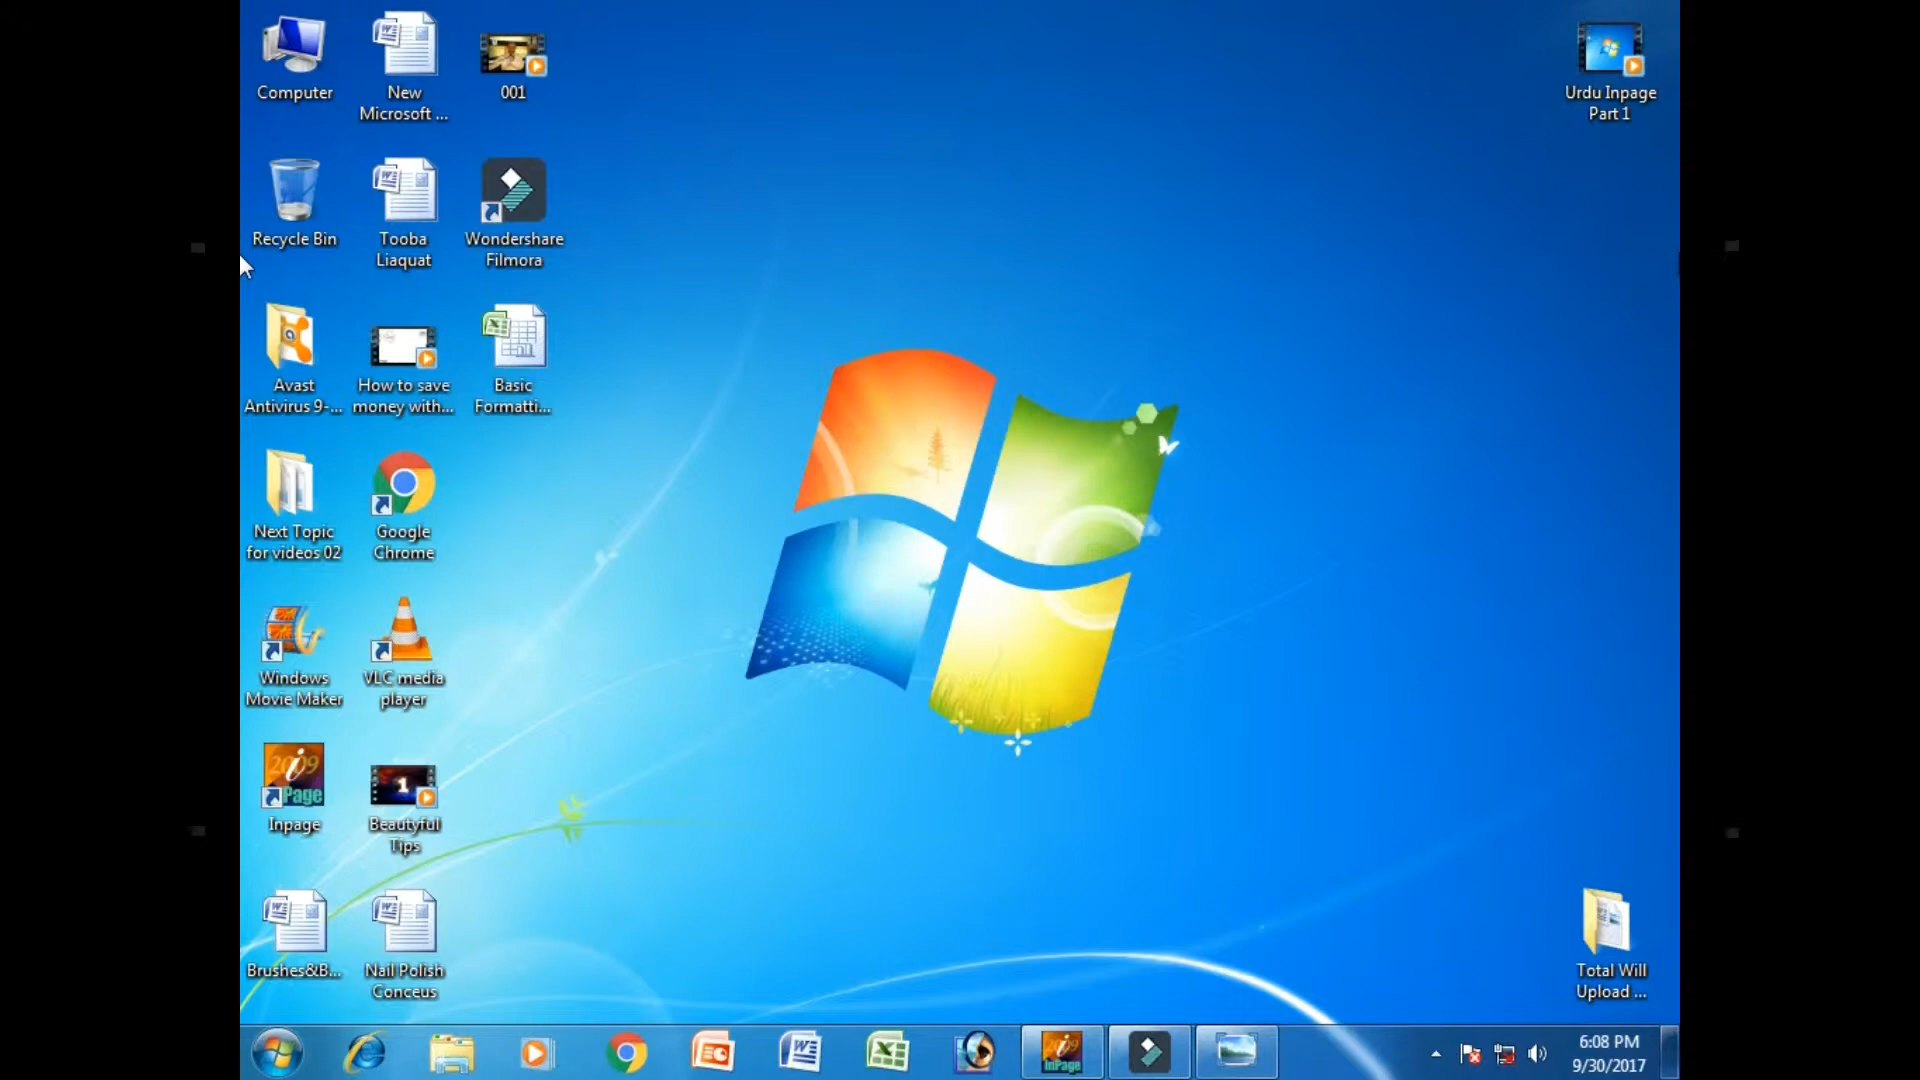 Computer
New
Microsoft ...
001
Urdu Inpage
Part 1
Recycle Bin
Tooba
Liaquat
Wondershare
Filmora
Avast
Antivirus 9-...
How to save
money with...
Basic
Formatti...
Next Topic
for videos 02
Google
Chrome
Windows
Movie Maker
VLC media
player
2009
i
Page
Inpage
1
Beautyful
Tips
Brushes&B...
Nail Polish
Conceus
Total Will
Upload ...
InPage
6:08 PM
9/30/2017